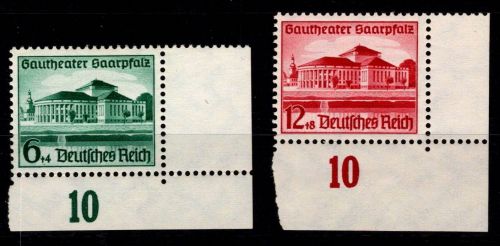 Gautheater Saarpfalz
6+4 Deutsches Reich
10
Gautheater Saarpfalz
12+8 Deutsches Reich
10